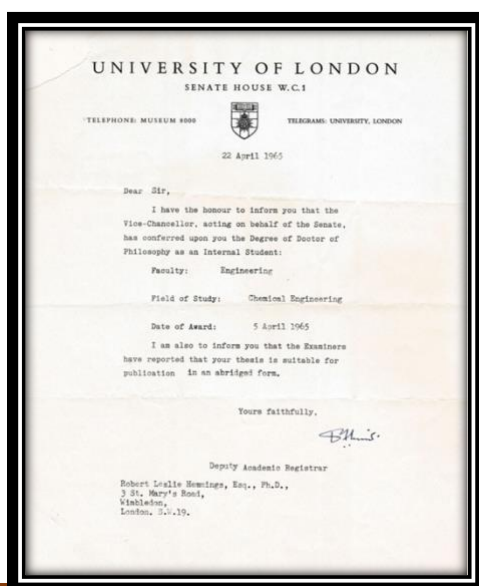 UNIVERSITY OF LONDON
SENATE HOUSE W.C.1
TELEPHONE: MUSEUM 8000
TELEGRAMS: UNIVERSITY, LONDON
22 April 1965
Dear Sir,
I have the honour to inform you that the
Vice-Chancellor, acting on behalf of the Senate,
has conferred upon you the Degree of Doctor of
Philosophy as an Internal Student:
Faculty: Engineering
Field of Study: Chemical Engineering
Date of Award: 5 April 1965
I am also to inform you that the Examiners
have reported that your thesis is suitable for
publication in an abridged form.
Yours faithfully,
Deputy Academic Registrar
Robert Leslie Hemmings, Esq., Ph.D.,
3 St. Mary's Road,
Wimbledon,
London. S.W.19.